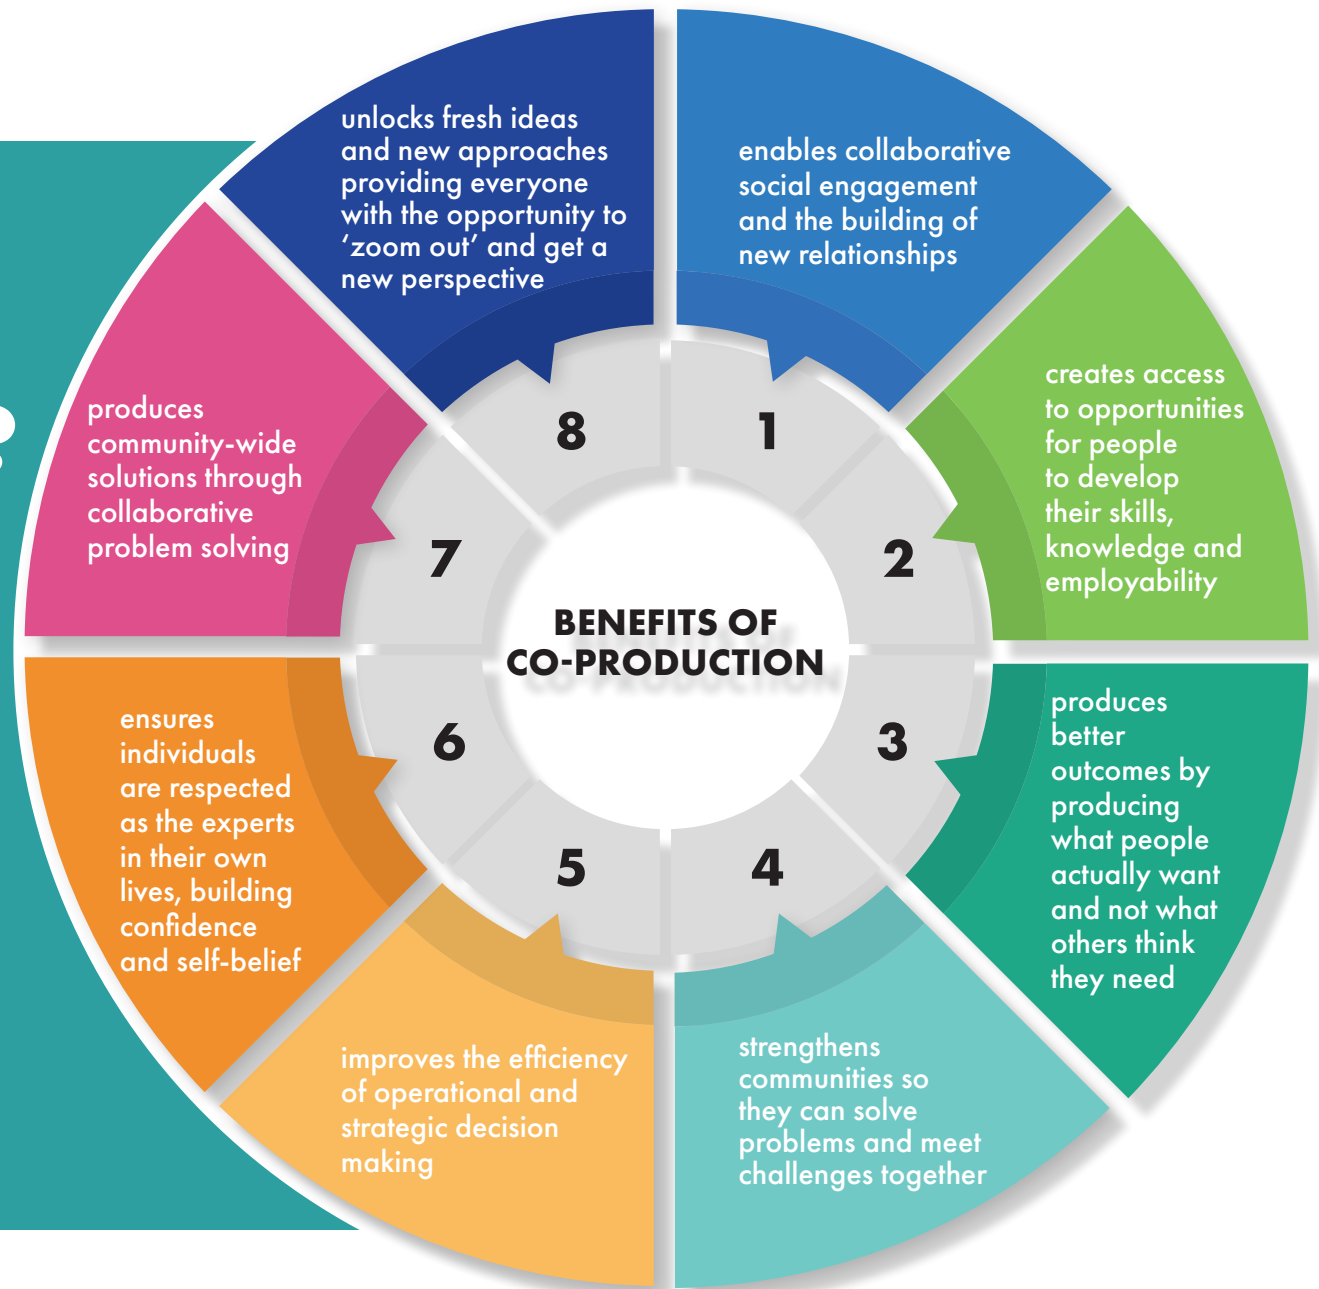 BENEFITS OF
CO-PRODUCTION
1
enables collaborative
social engagement
and the building of
new relationships
2
creates access
to opportunities
for people
to develop
their skills,
knowledge and
employability
3
produces
better
outcomes by
producing
what people
actually want
and not what
others think
they need
4
strengthens
communities so
they can solve
problems and meet
challenges together
5
improves the efficiency
of operational and
strategic decision
making
6
ensures
individuals
are respected
as the experts
in their own
lives, building
confidence
and self-belief
7
produces
community-wide
solutions through
collaborative
problem solving
8
unlocks fresh ideas
and new approaches
providing everyone
with the opportunity to
‘zoom out’ and get a
new perspective